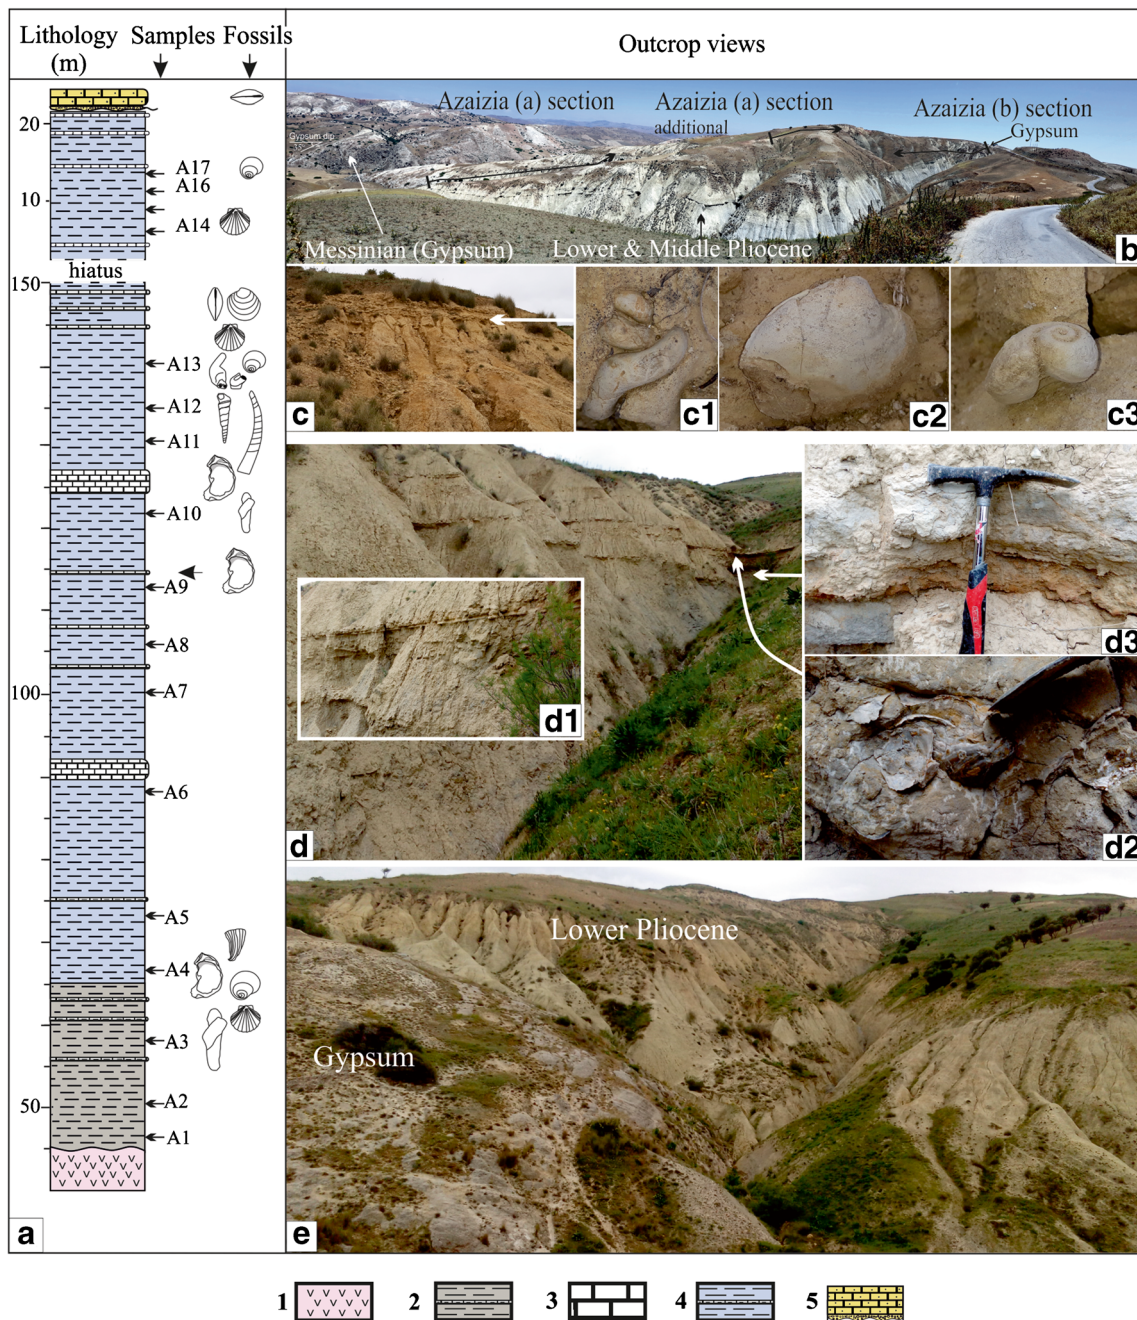 Lithology
(m)
Samples
Fossils
Outcrop views
20
10
hiatus
150
100
50
A17
A16
A14
A13
A12
A11
A10
A9
A8
A7
A6
A5
A4
A3
A2
A1
a
Gypsum dip
Azaizia (a) section
Azaizia (a) section
additional
Azaizia (b) section
Gypsum
Messinian (Gypsum)
Lower & Middle Pliocene
b
c
c1
c2
c3
d1
d
d3
d2
Lower Pliocene
Gypsum
e
1
2
3
4
5